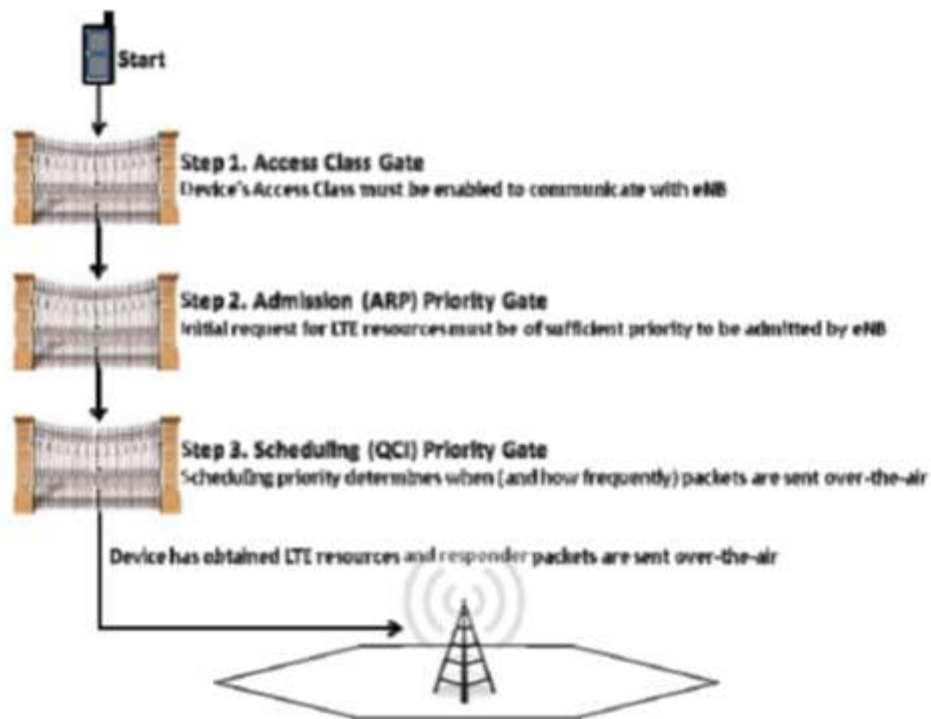 Start
Step 1. Access Class Gate
Device's Access Class must be enabled to communicate with eNB
Step 2. Admission (ARP) Priority Gate
Initial request for LTE resources must be of sufficient priority to be admitted by eNB
Step 3. Scheduling (QCI) Priority Gate
Scheduling priority determines when (and how frequently) packets are sent over-the-air
Device has obtained LTE resources and responder packets are sent over-the-air